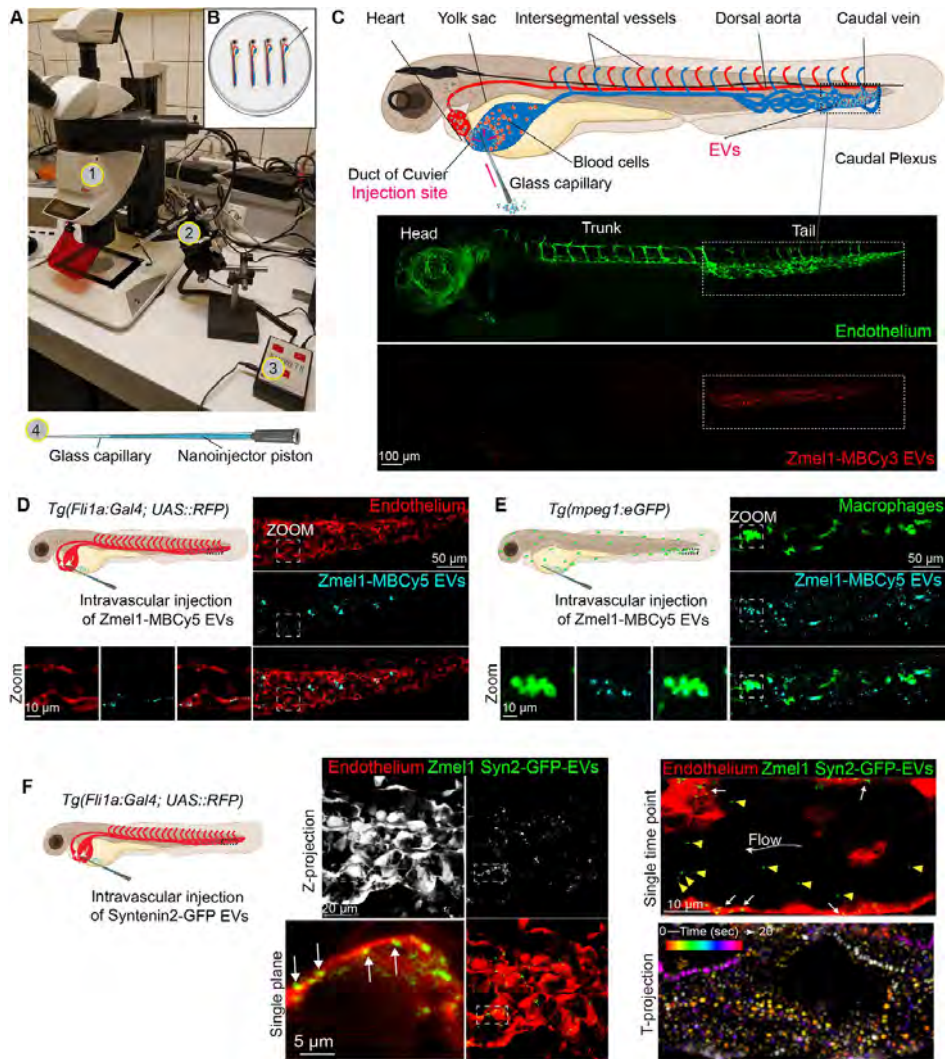 A
B
1
2
3
4
Glass capillary
Nanoinjector piston
C
Heart
Yolk sac
Intersegmental vessels
Dorsal aorta
Caudal vein
EVs
Blood cells
Caudal Plexus
Duct of Cuvier
Injection site
Glass capillary
Head
Trunk
Tail
Endothelium
100 µm
Zmel1-MBCy3 EVs
D
Tg(Fli1a:Gal4; UAS::RFP)
Intravascular injection
of Zmel1-MBCy5 EVs
Endothelium
ZOOM
50 µm
Zmel1-MBCy5 EVs
Zoom
10 µm
E
Tg(mpeg1:eGFP)
Intravascular injection
of Zmel1-MBCy5 EVs
Macrophages
ZOOM
50 µm
Zmel1-MBCy5 EVs
Zoom
10 µm
F
Tg(Fli1a:Gal4; UAS::RFP)
Intravascular injection
of Syntenin2-GFP EVs
Endothelium Zmel1 Syn2-GFP-EVs
Z-projection
20 µm
Single plane
5 µm
Endothelium Zmel1 Syn2-GFP-EVs
Single time point
Flow
10 µm
0 Time (sec) 20
T-projection